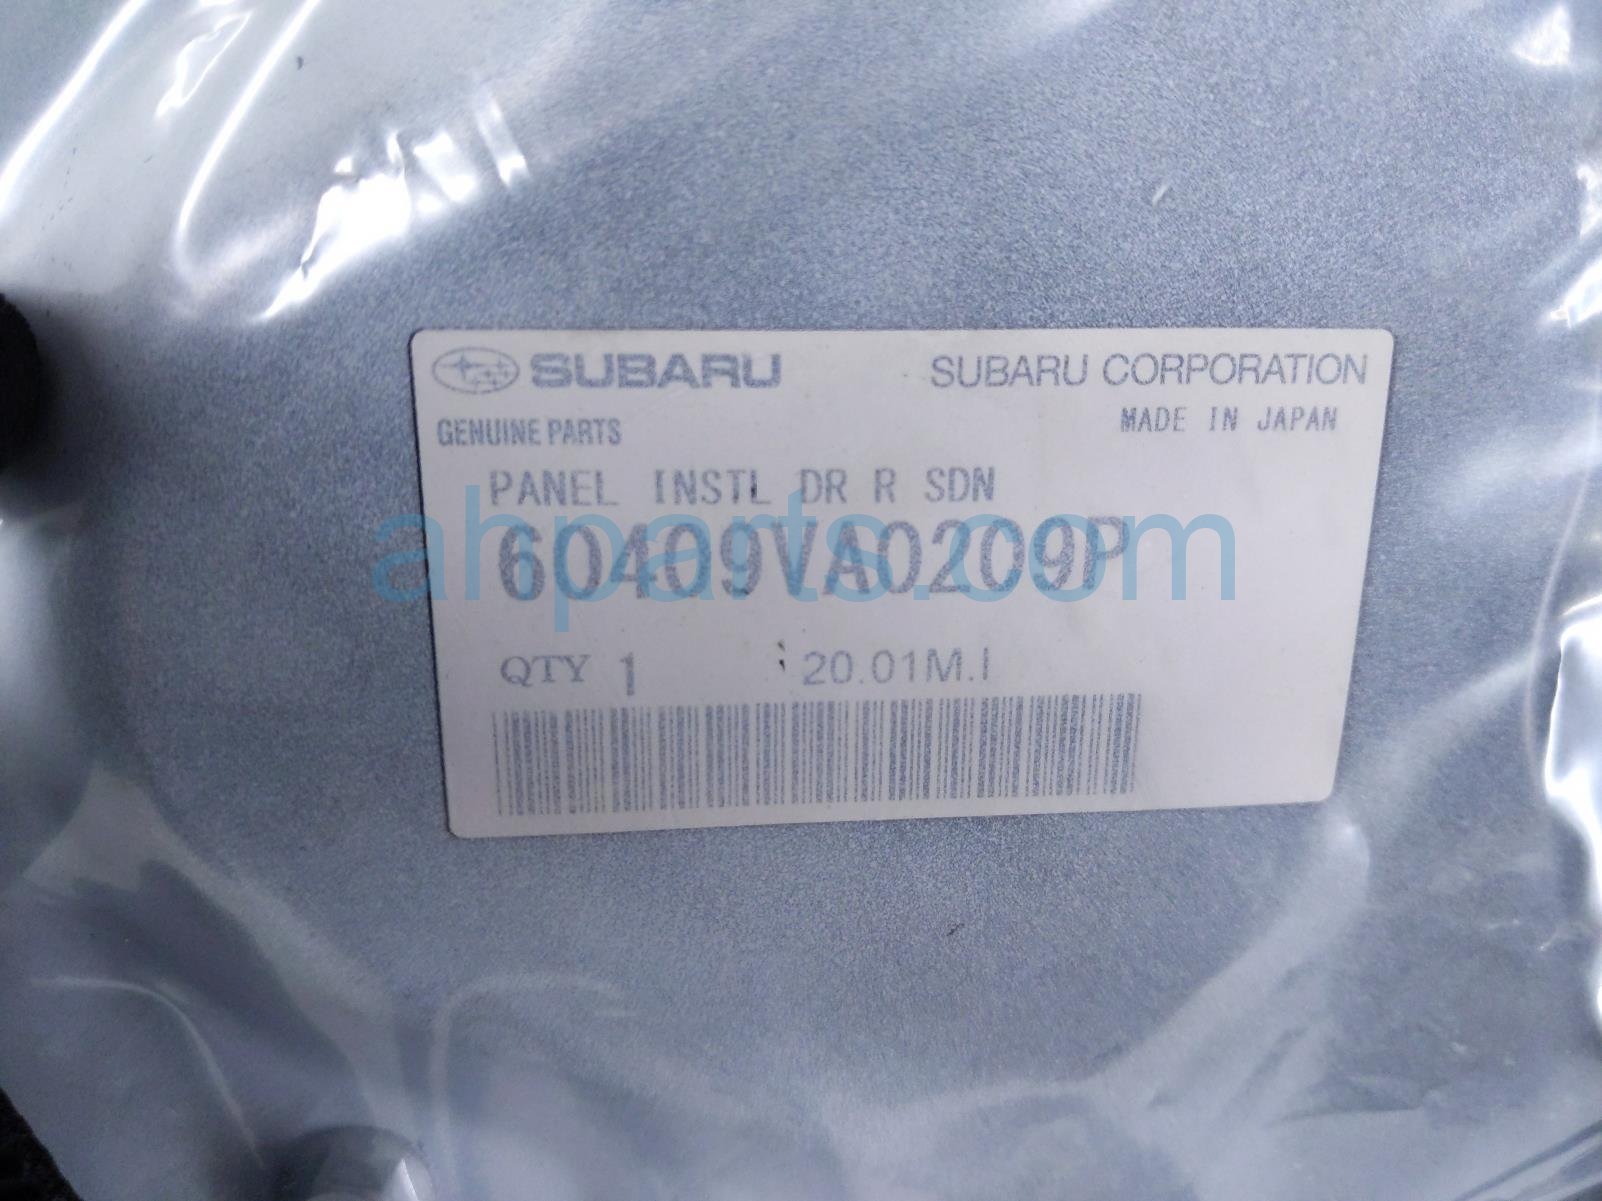 SUBARU SUBARU CORPORATION
GENUINE PARTS MADE IN JAPAN
PANEL INSTL DR R SDN
60409VA0209P
ahparts.com
QTY 1 20.01M.I